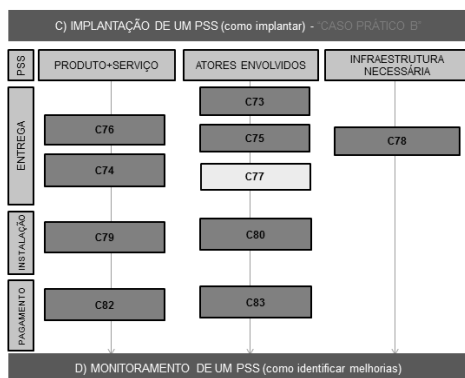 C) IMPLANTAÇÃO DE UM PSS (como implantar) - "CASO PRÁTICO B"
PSS
PRODUTO+SERVIÇO
ATORES ENVOLVIDOS
INFRAESTRUTURA
NECESSÁRIA
ENTREGA
C73
C76
C75
C78
C74
C77
INSTALAÇÃO
C79
C80
PAGAMENTO
C82
C83
D) MONITORAMENTO DE UM PSS (como identificar melhorias)